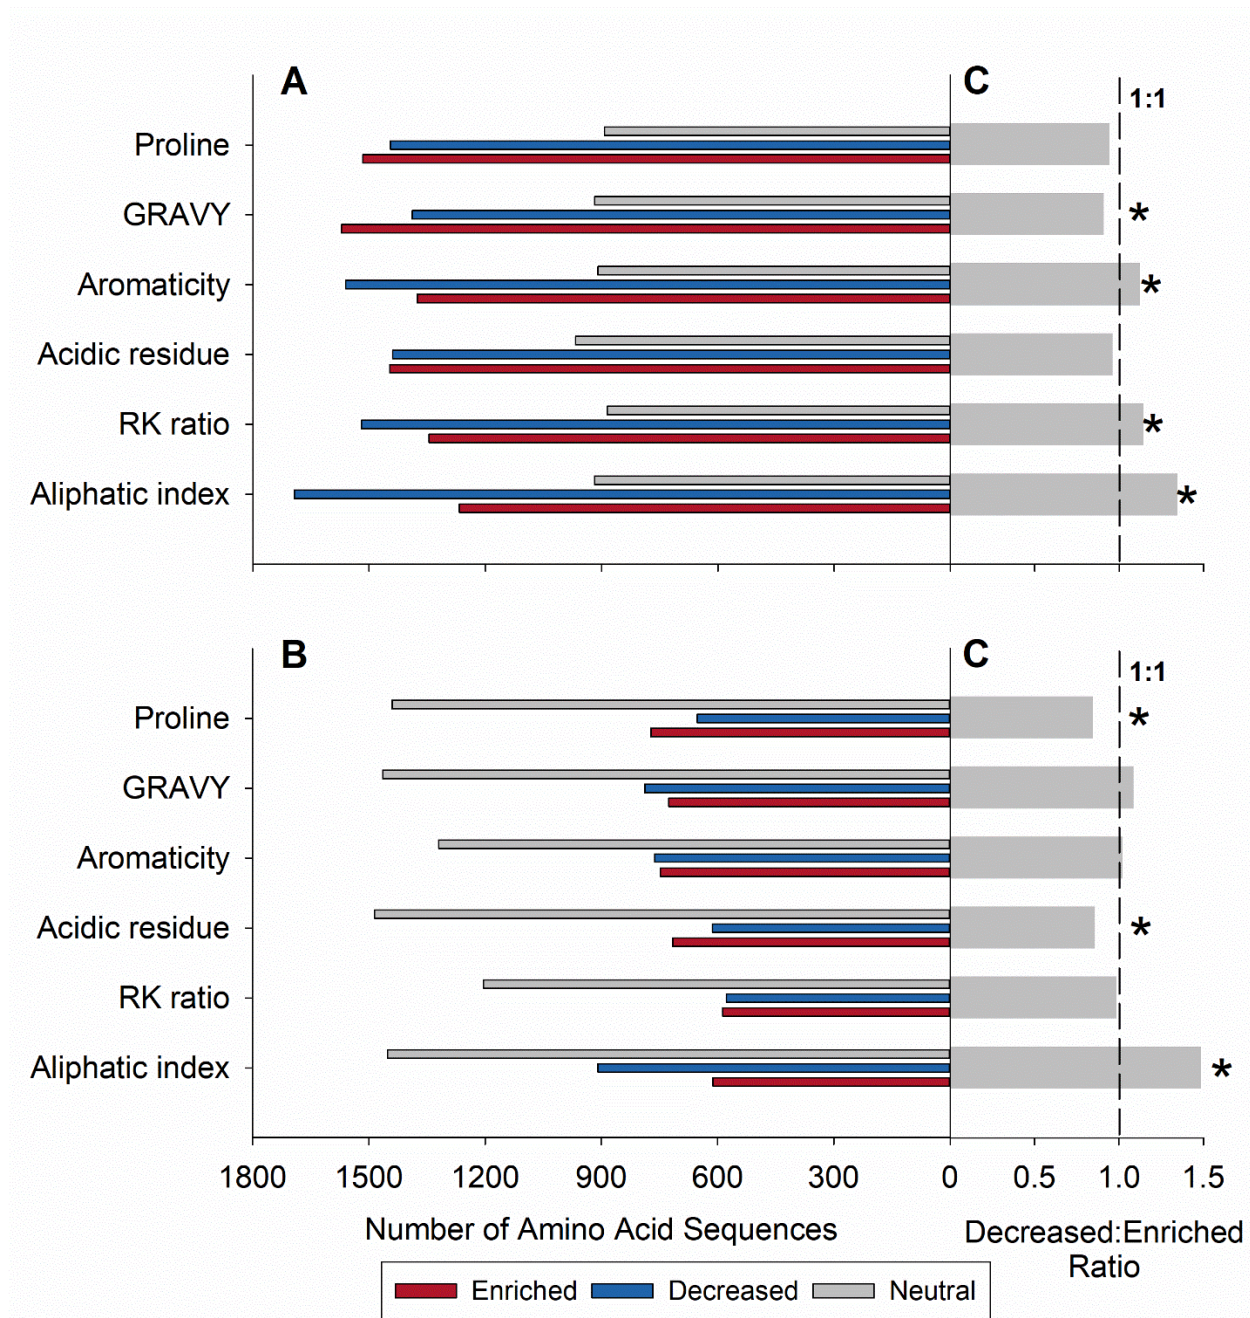 A
C
1:1
Proline
GRAVY
*
Aromaticity
*
Acidic residue
RK ratio
*
Aliphatic index
*
B
C
1:1
Proline
*
GRAVY
Aromaticity
Acidic residue
*
RK ratio
Aliphatic index
*
1800 1500 1200 900 600 300 0 0.5 1.0 1.5
Number of Amino Acid Sequences
Decreased:Enriched
Ratio
Enriched Decreased Neutral